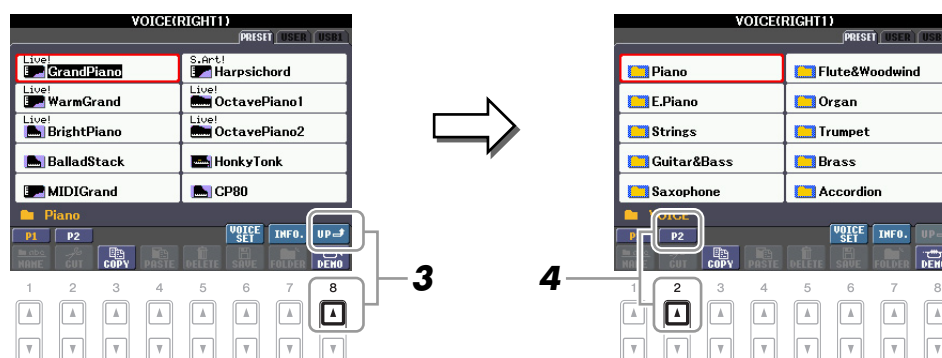 VOICE(RIGHT1)
PRESET USER USB1
Live! GrandPiano
S.Art! Harpsichord
Live! WarmGrand
Live! OctavePiano1
Live! BrightPiano
Live! OctavePiano2
BalladStack
HonkyTonk
MIDIGrand
CP80
Piano
P1 P2 VOICE SET INFO. UP
NAME CUT COPY PASTE DELETE SAVE FOLDER DEMO
1 2 3 4 5 6 7 8
3
VOICE(RIGHT1)
PRESET USER USB
Piano
Flute&Woodwind
E.Piano
Organ
Strings
Trumpet
Guitar&Bass
Brass
Saxophone
Accordion
VOICE
P2 VOICE SET INFO. UP
NAME CUT COPY PASTE DELETE SAVE FOLDER DEM
1 2 3 4 5 6 7 8
4